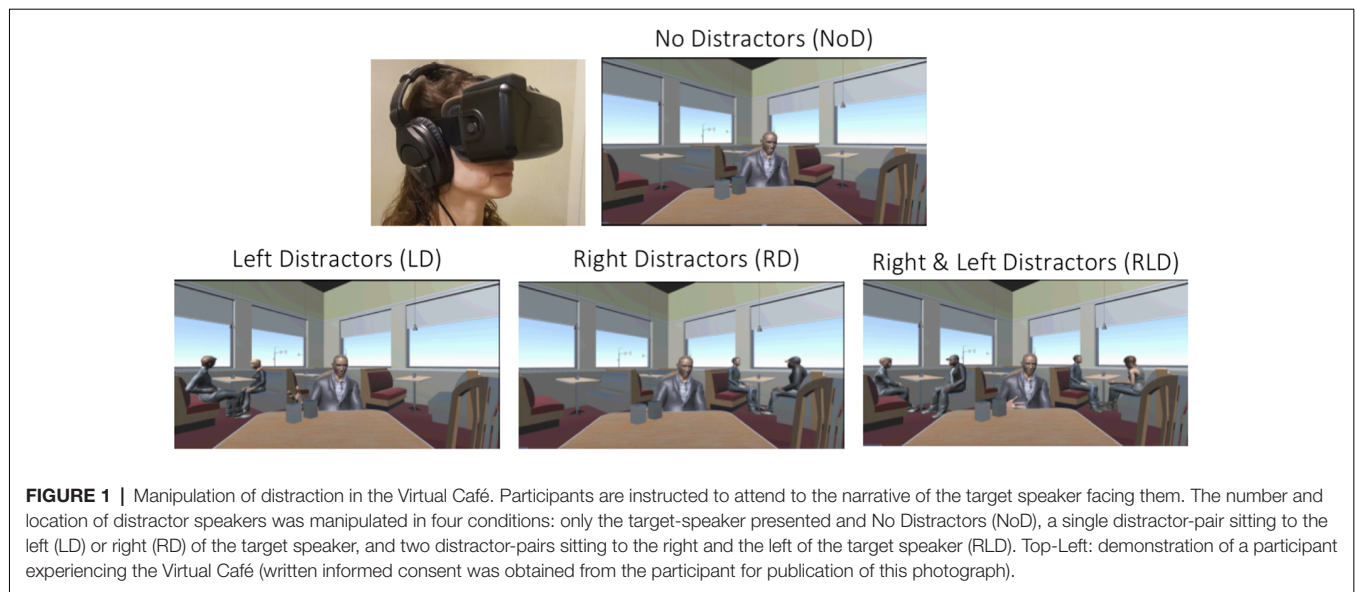 No Distractors (NoD)
Left Distractors (LD)
Right Distractors (RD)
Right & Left Distractors (RLD)
FIGURE 1 | Manipulation of distraction in the Virtual Café. Participants are instructed to attend to the narrative of the target speaker facing them. The number and
location of distractor speakers was manipulated in four conditions: only the target-speaker presented and No Distractors (NoD), a single distractor-pair sitting to the
left (LD) or right (RD) of the target speaker, and two distractor-pairs sitting to the right and the left of the target speaker (RLD). Top-Left: demonstration of a participant
experiencing the Virtual Café (written informed consent was obtained from the participant for publication of this photograph).